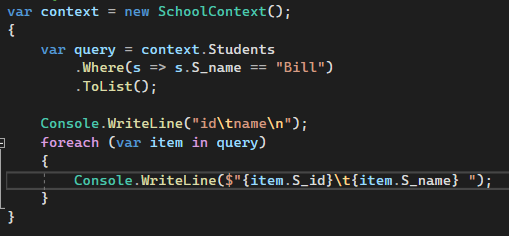 var context = new SchoolContext();
{
    var query = context.Students
        .Where(s => s.S_name == "Bill")
        .ToList();

    Console.WriteLine("id\tname\n");
    foreach (var item in query)
    {
        Console.WriteLine($"{item.S_id}\t{item.S_name} ");
    }
}